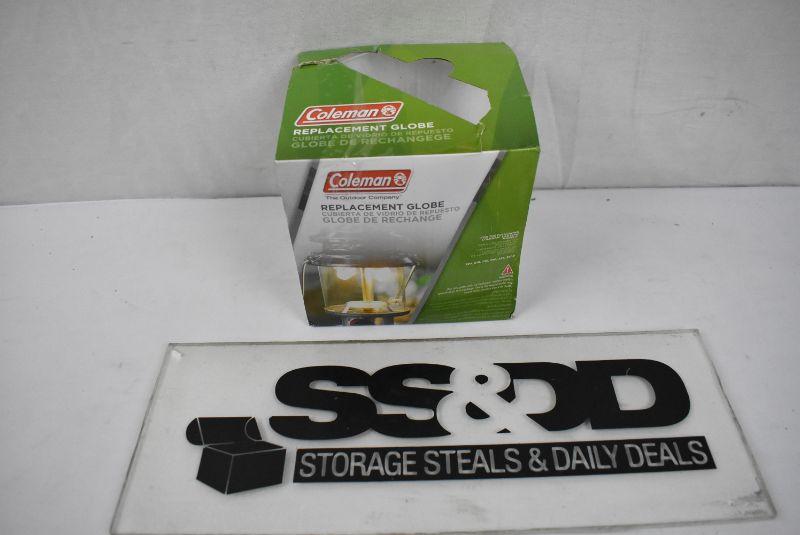 Coleman
REPLACEMENT GLOBE
CUBIERTA DE VIDRIO DE REPUESTO
GLOBE DE RECHANGEGE
Coleman
The Outdoor Company
REPLACEMENT GLOBE
CUBIERTA DE VIDRIO DE REPUESTO
GLOBE DE RECHANGE
SS&DD
STORAGE STEALS & DAILY DEALS